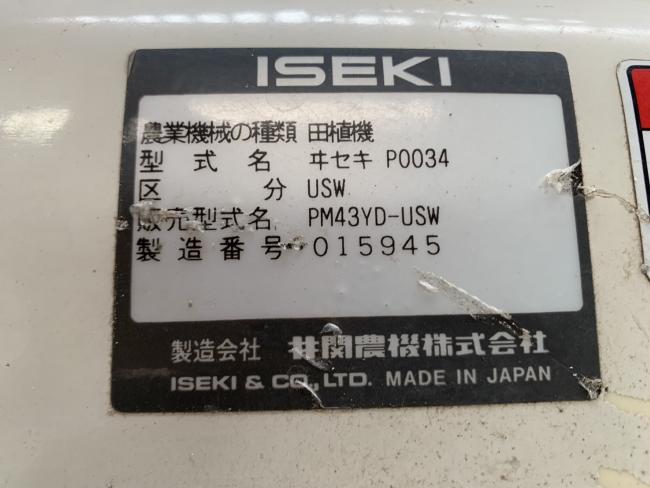 ISEKI
農業機械の種類 田植機
型式名 ヰセキ P0034
区分 USW
販売型式名 PM43YD-USW
製造番号 015945
製造会社 井関農機株式会社
ISEKI & CO., LTD. MADE IN JAPAN